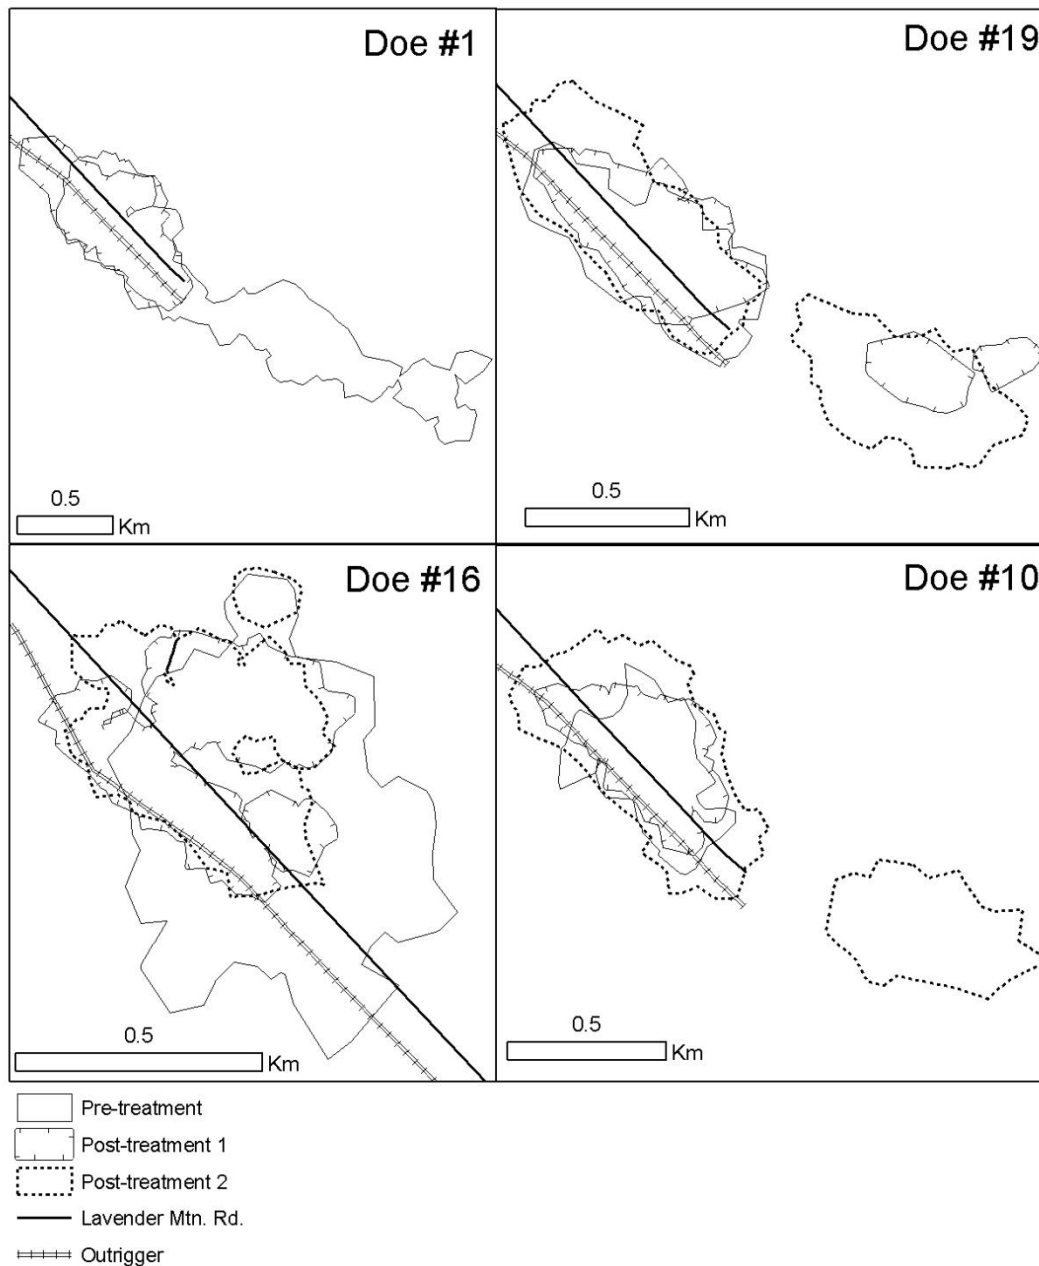 Doe #1
Doe #19
0.5
Km
0.5
Km
Doe #16
Doe #10
0.5
Km
0.5
Km
Pre-treatment
Post-treatment 1
Post-treatment 2
Lavender Mtn. Rd.
Outrigger